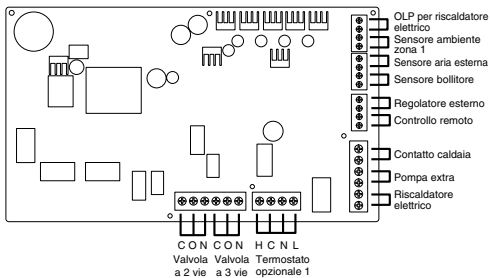 OLP per riscaldatore
elettrico
Sensore ambiente
zona 1
Sensore aria esterna
Sensore bollitore
Regolatore esterno
Controllo remoto
Contatto caldaia
Pompa extra
Riscaldatore
elettrico
C O N C O N H C N L
Valvola
a 2 vie
Valvola
a 3 vie
Termostato
opzionale 1